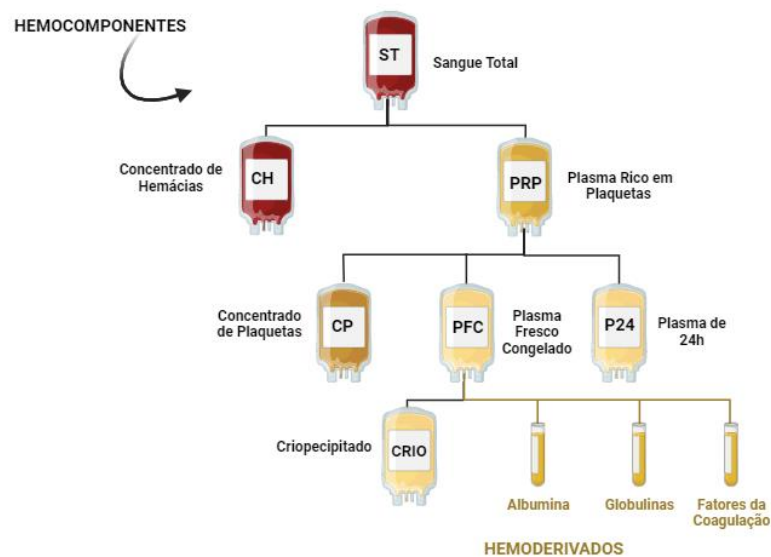 HEMOCOMPONENTES
ST
Sangue Total
Concentrado de
Hemácias
CH
PRP
Plasma Rico em
Plaquetas
Concentrado
de Plaquetas
CP
PFC
Plasma
Fresco
Congelado
P24
Plasma de
24h
Criopecipitado
CRIO
Albumina
Globulinas
Fatores da
Coagulação
HEMODERIVADOS